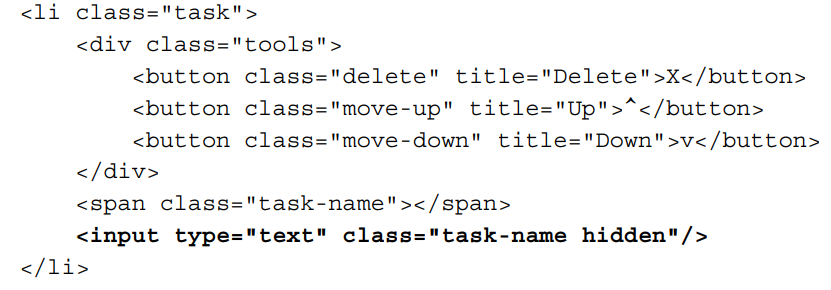 <li class="task">
<div class="tools">
<button class="delete" title="Delete">X</button>
<button class="move-up" title="Up">^</button>
<button class="move-down" title="Down">v</button>
</div>
<span class="task-name"></span>
<input type="text" class="task-name hidden"/>
</li>